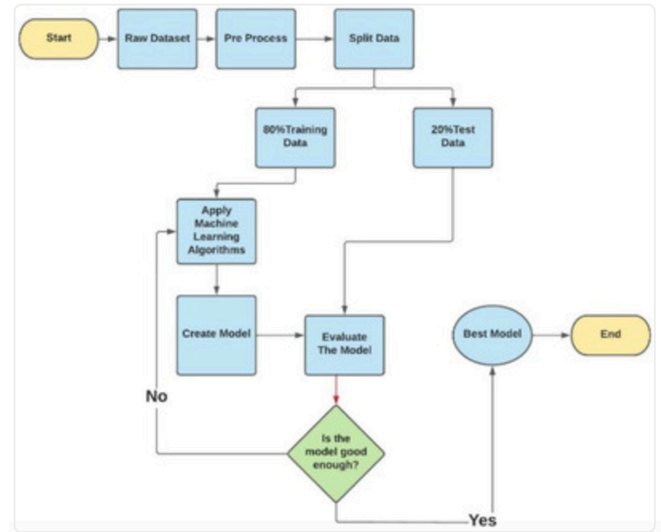 Start
Raw Dataset
Pre Process
Split Data
80%Training
Data
20%Test
Data
Apply
Machine
Learning
Algorithms
Create Model
Evaluate
The Model
Best Model
End
No
Is the
model good
enough?
Yes